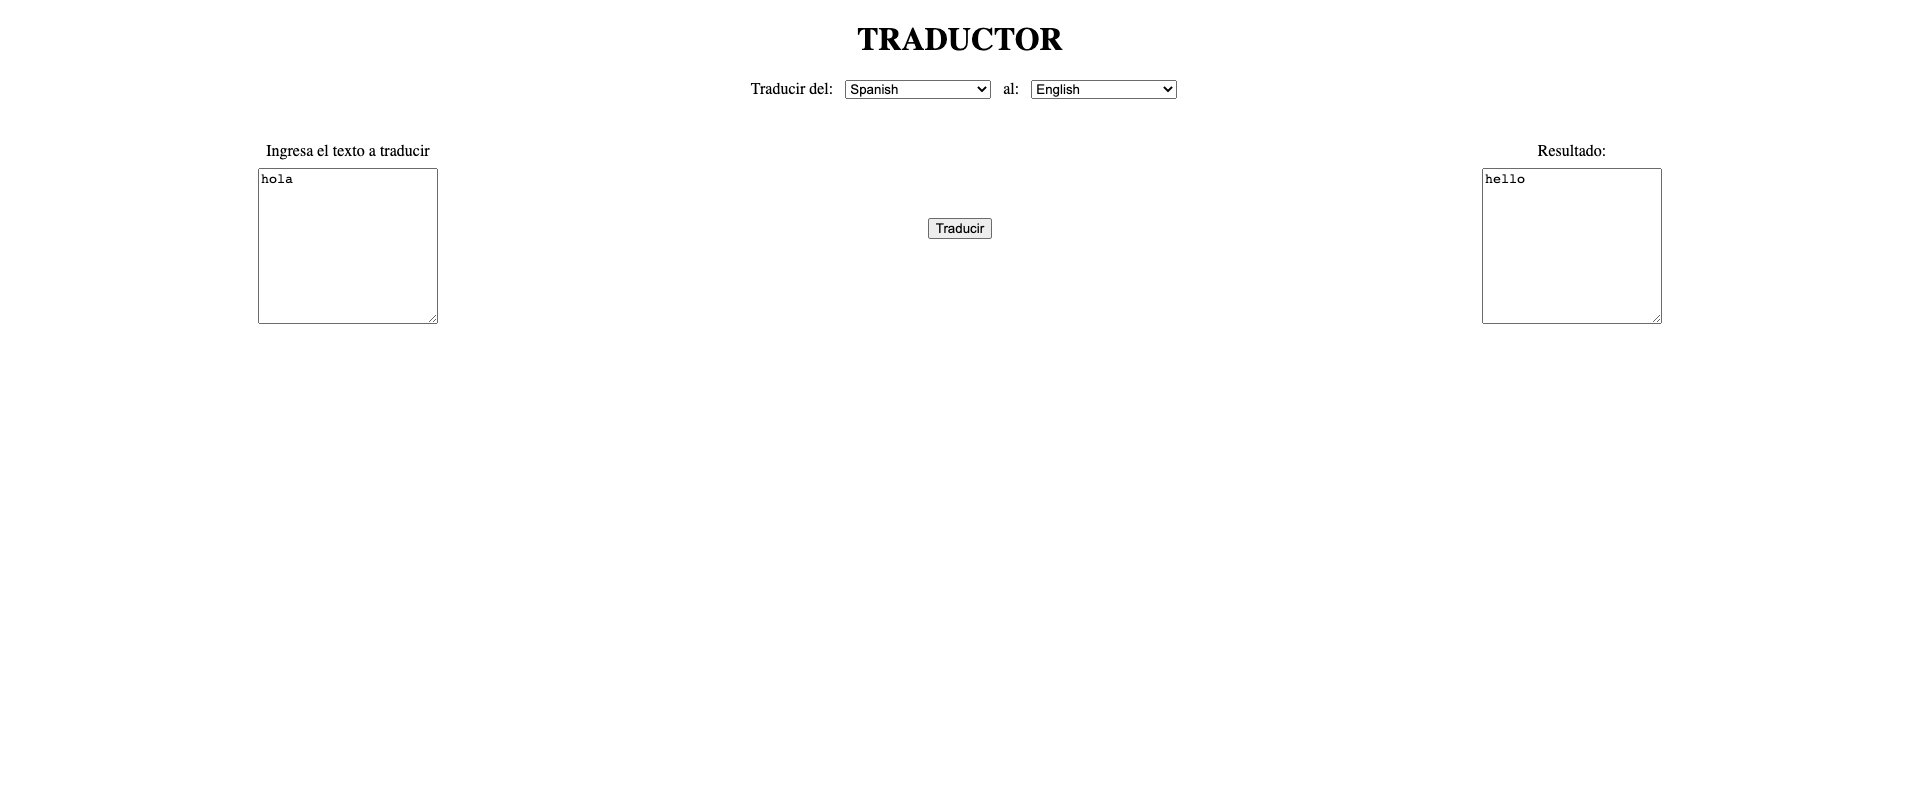 TRADUCTOR
Traducir del: Spanish al: English
Ingresa el texto a traducir
hola
Traducir
Resultado:
hello